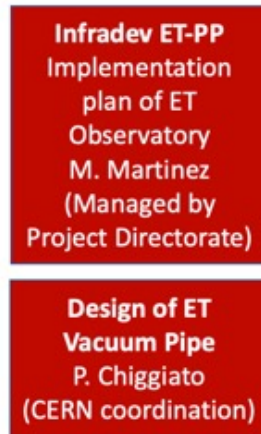 Infradev ET-PP
Implementation
plan of ET
Observatory
M. Martinez
(Managed by
Project Directorate)
Design of ET
Vacuum Pipe
P. Chiggiato
(CERN coordination)